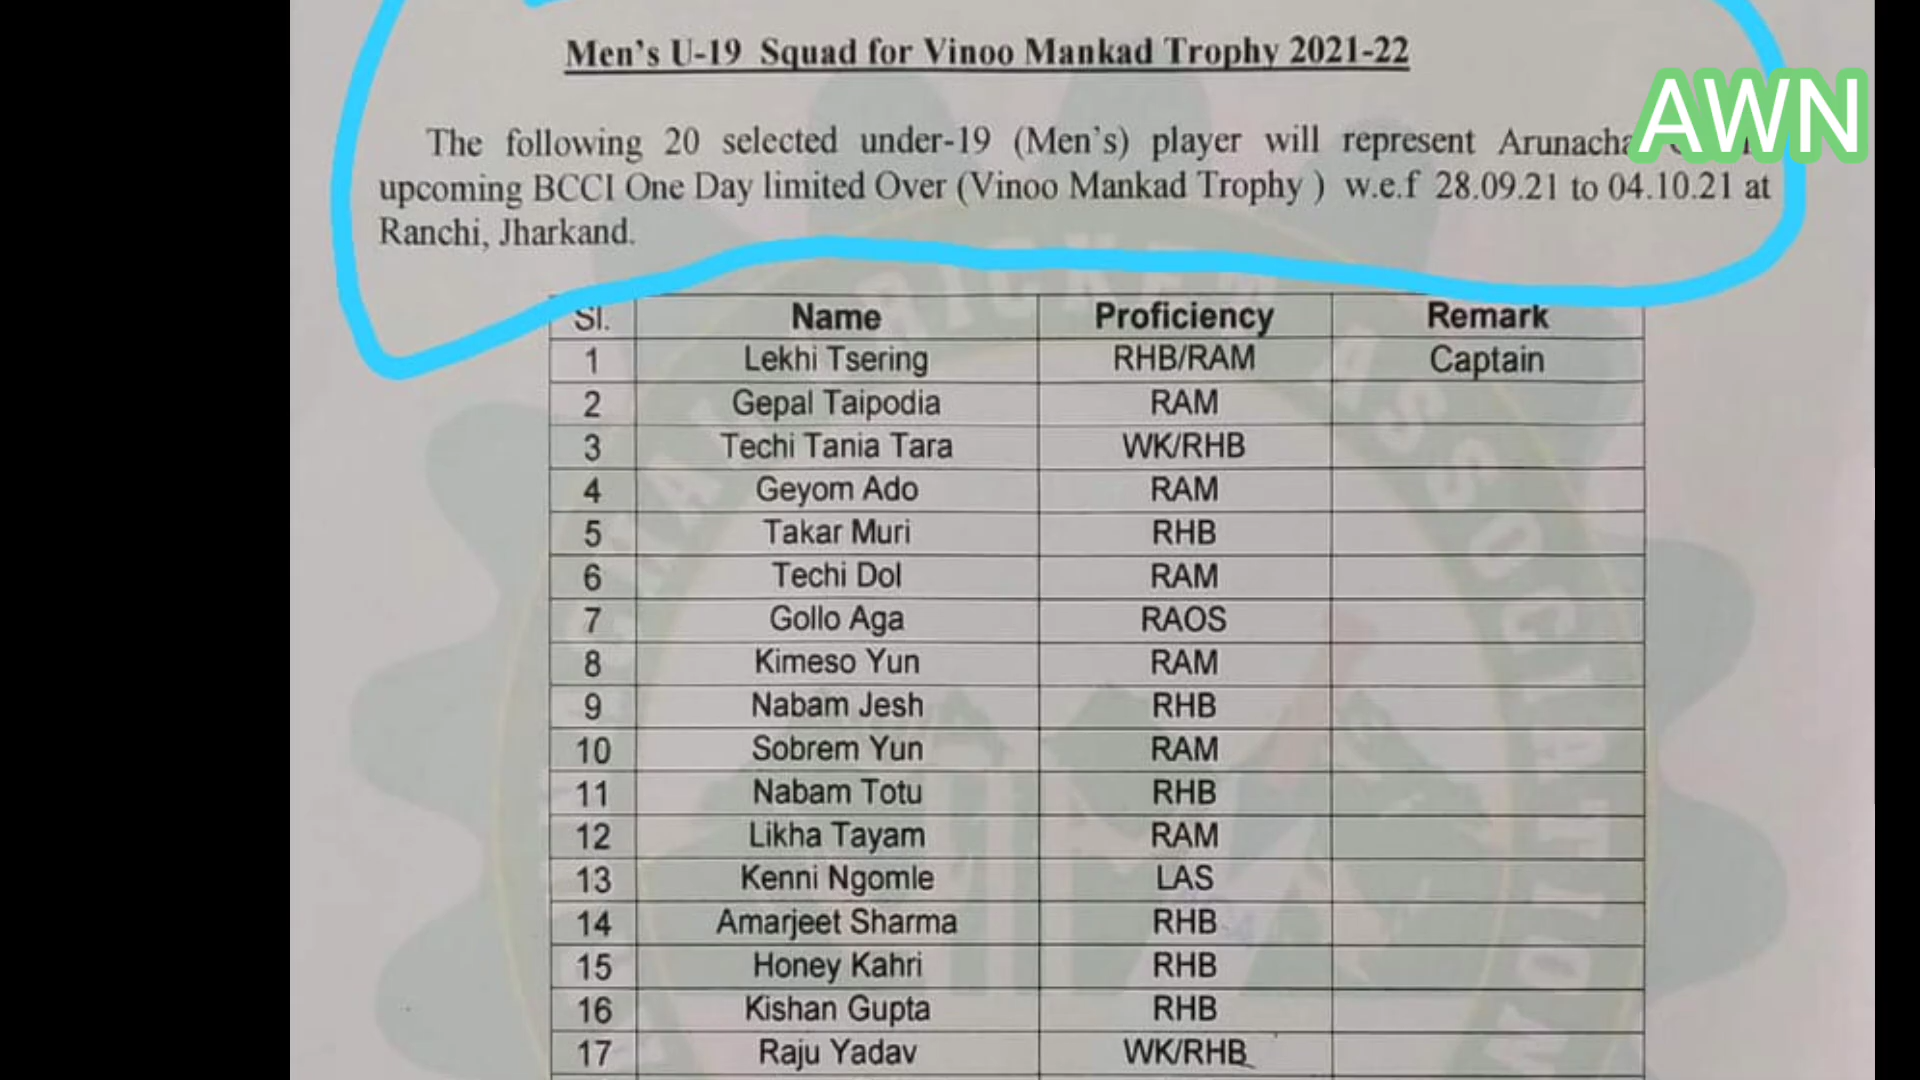 Men's U-19 Squad for Vinoo Mankad Trophy 2021-22
AWN
The following 20 selected under-19 (Men's) player will represent
upcoming BCCI One Day limited Over (Vinoo Mankad Trophy ) w.e.f 28.09.21 to 04.10.21 at
Ranchi, Jharkand.
Sl. Name Proficiency Remark
1 Lekhi Tsering RHB/RAM Captain
2 Gepal Taipodia RAM
3 Techi Tania Tara WK/RHB
4 Geyom Ado RAM
5 Takar Muri RHB
6 Techi Dol RAM
7 Gollo Aga RAOS
8 Kimeso Yun RAM
9 Nabam Jesh RHB
10 Sobrem Yun RAM
11 Nabam Totu RHB
12 Likha Tayam RAM
13 Kenni Ngomle LAS
14 Amarjeet Sharma RHB
15 Honey Kahri RHB
16 Kishan Gupta RHB
17 Raju Yadav WK/RHB
ASSOCIATION